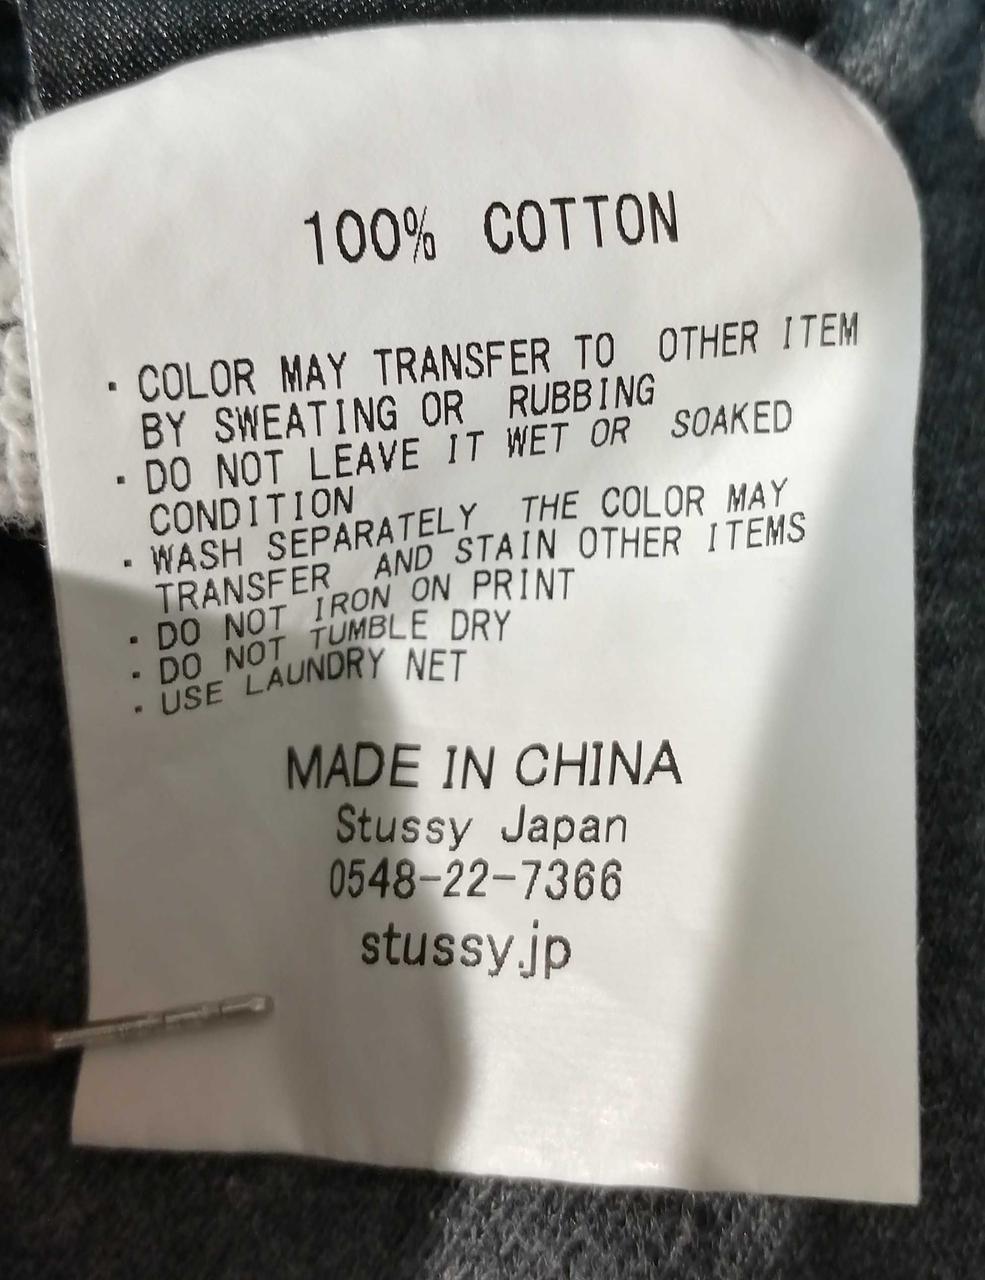 100% COTTON
· COLOR MAY TRANSFER TO OTHER ITEM
BY SWEATING OR RUBBING
· DO NOT LEAVE IT WET OR SOAKED
CONDITION
· WASH SEPARATELY THE COLOR MAY
TRANSFER AND STAIN OTHER ITEMS
· DO NOT IRON ON PRINT
· DO NOT TUMBLE DRY
· USE LAUNDRY NET
MADE IN CHINA
Stussy Japan
0548-22-7366
stussy.jp